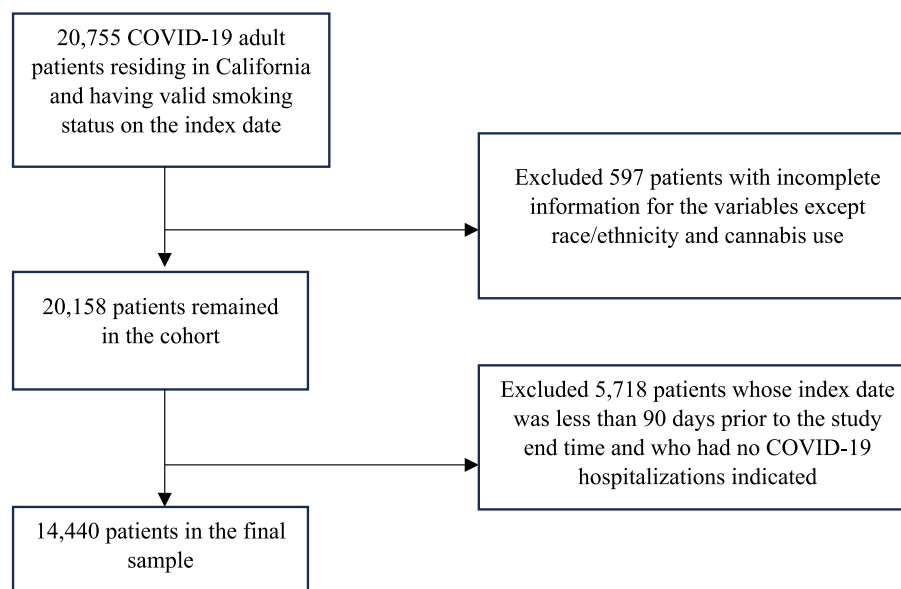 20,755 COVID-19 adult
patients residing in California
and having valid smoking
status on the index date
Excluded 597 patients with incomplete
information for the variables except
race/ethnicity and cannabis use
20,158 patients remained
in the cohort
Excluded 5,718 patients whose index date
was less than 90 days prior to the study
end time and who had no COVID-19
hospitalizations indicated
14,440 patients in the final
sample